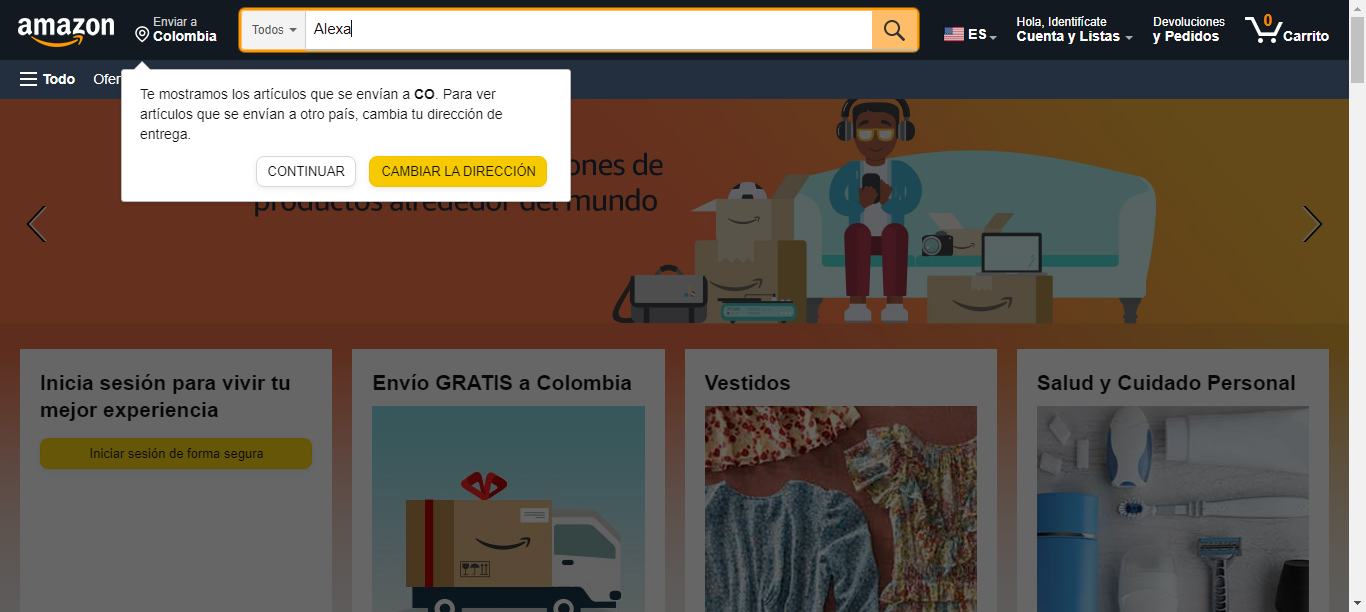 amazon
Enviar a
Colombia
Todos
Alexa
ES
Hola, Identifícate
Cuenta y Listas
Devoluciones
y Pedidos
0
Carrito
Todo
Ofer
Te mostramos los artículos que se envían a CO. Para ver
artículos que se envían a otro país, cambia tu dirección de
entrega.
CONTINUAR
CAMBIAR LA DIRECCIÓN
ones de
productos alrededor del mundo
Inicia sesión para vivir tu
mejor experiencia
Iniciar sesión de forma segura
Envío GRATIS a Colombia
Vestidos
Salud y Cuidado Personal